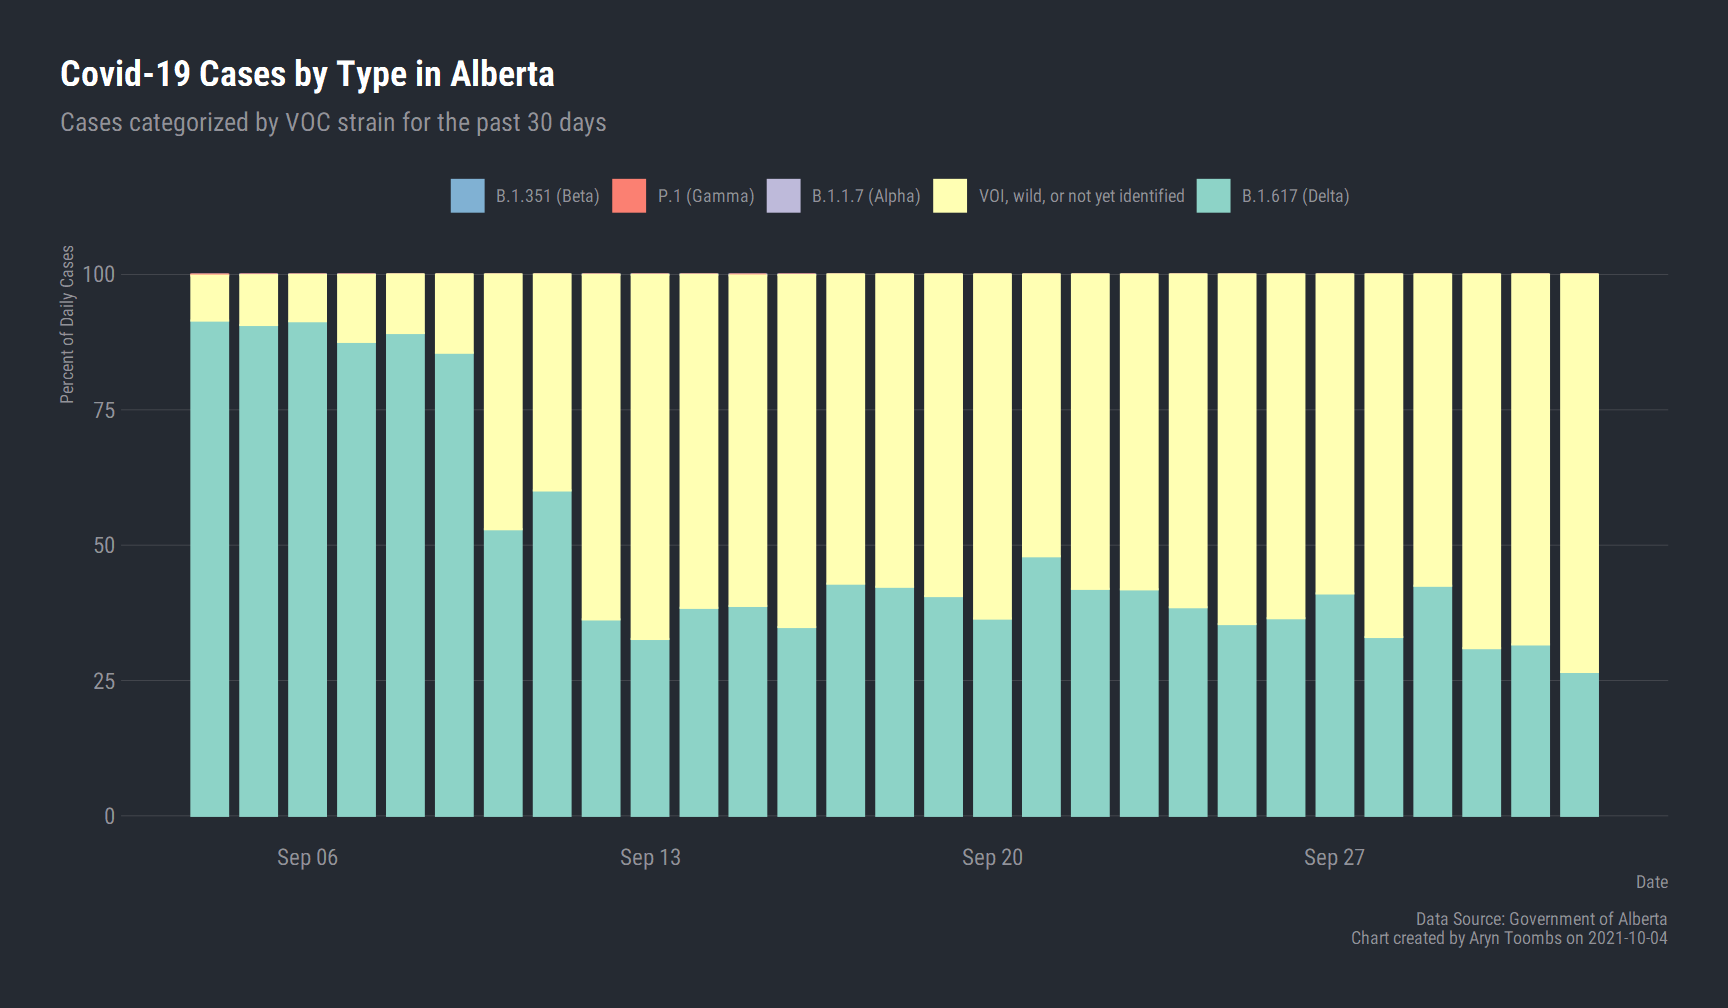 Covid-19 Cases by Type in Alberta
Cases categorized by VOC strain for the past 30 days
B.1.351 (Beta) P.1 (Gamma) B.1.1.7 (Alpha) VOI, wild, or not yet identified B.1.617 (Delta)
Percent of Daily Cases
100
75
50
25
0
Sep 06 Sep 13 Sep 20 Sep 27
Date
Data Source: Government of Alberta
Chart created by Aryn Toombs on 2021-10-04